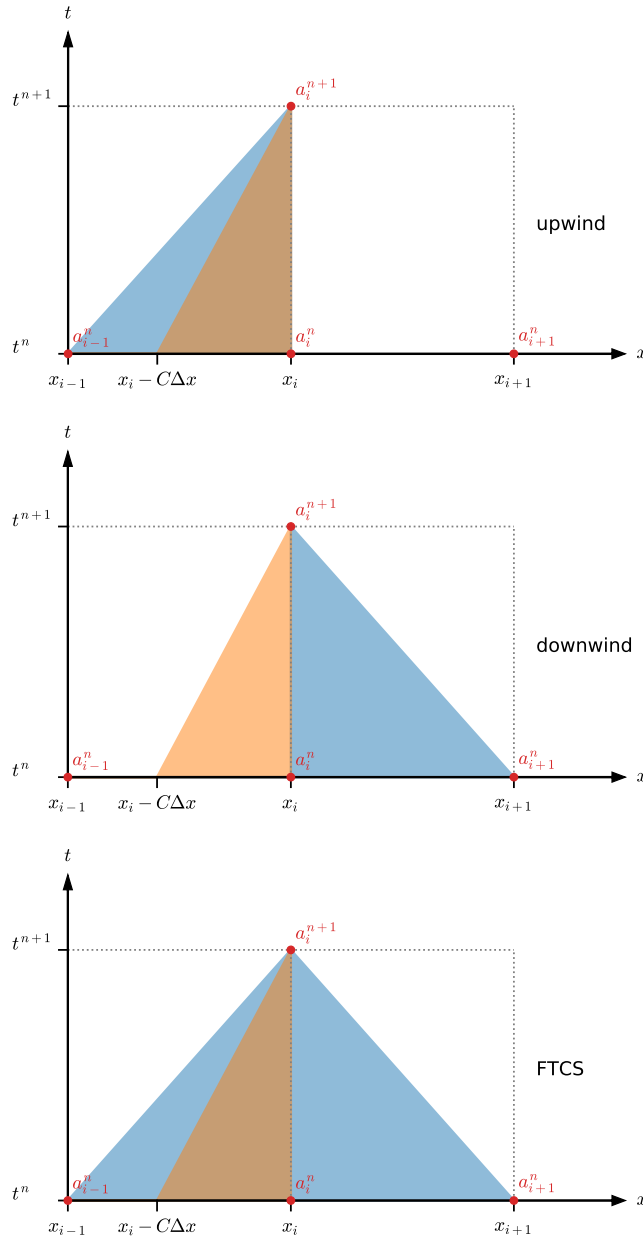 t
t^{n+1}
a_i^{n+1}
upwind
t^n
a_{i-1}^n
a_i^n
a_{i+1}^n
x
x_{i-1}
x_i - CΔx
x_i
x_{i+1}
t
t^{n+1}
a_i^{n+1}
downwind
t^n
a_{i-1}^n
a_i^n
a_{i+1}^n
x
x_{i-1}
x_i - CΔx
x_i
x_{i+1}
t
t^{n+1}
a_i^{n+1}
FTCS
t^n
a_{i-1}^n
a_i^n
a_{i+1}^n
x
x_{i-1}
x_i - CΔx
x_i
x_{i+1}